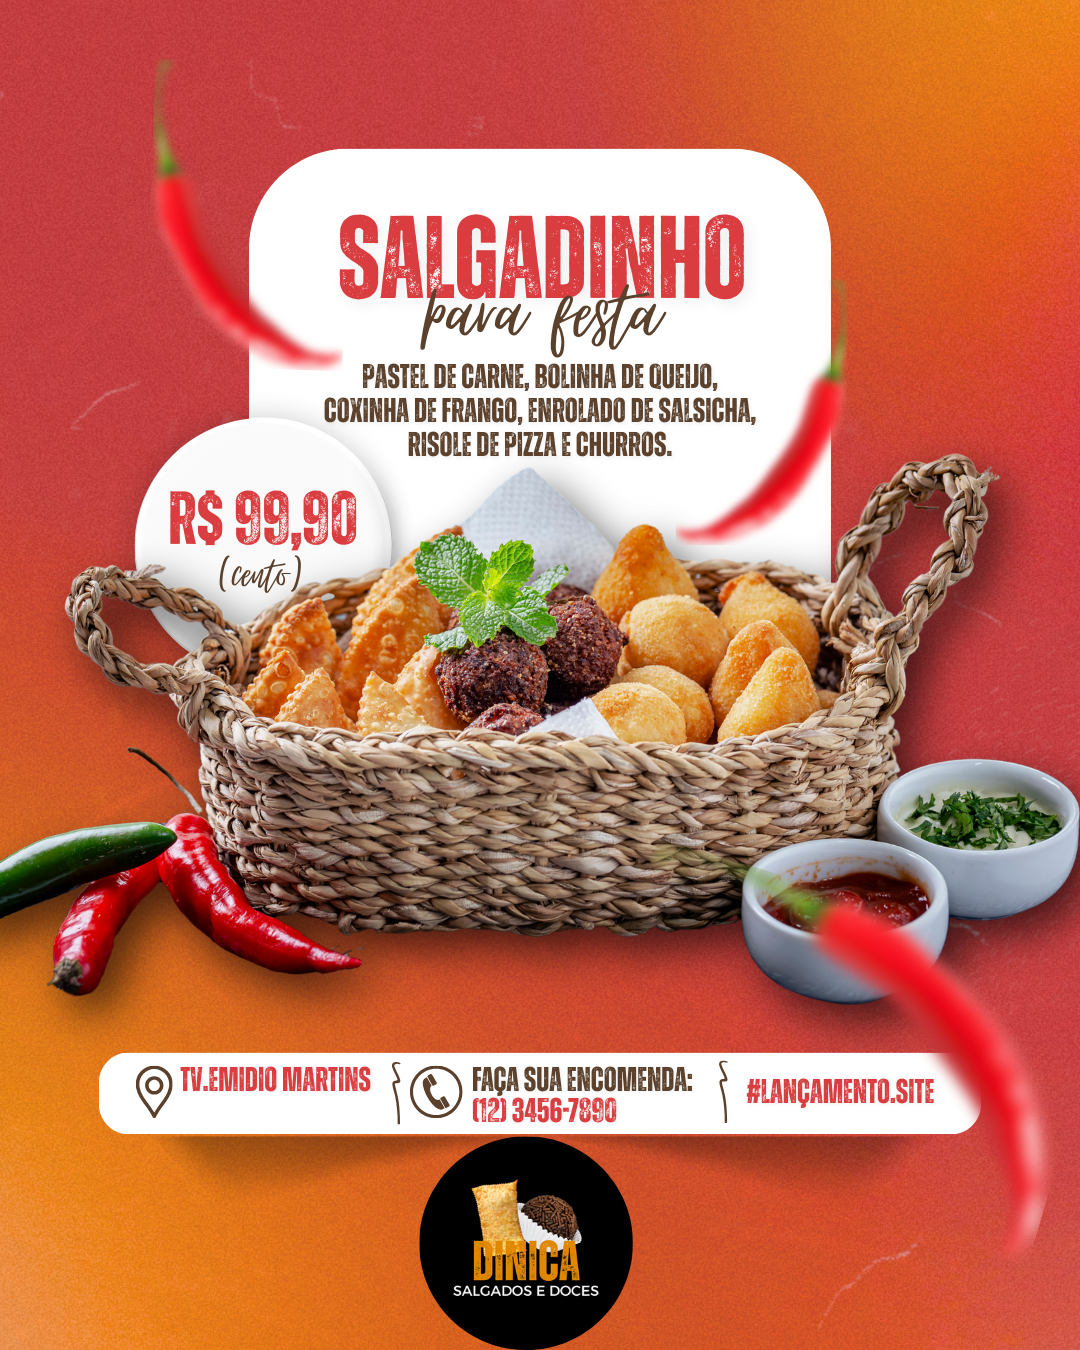 SALGADINHO
para festa
PASTEL DE CARNE, BOLINHA DE QUEIJO,
COXINHA DE FRANGO, ENROLADO DE SALSICHA,
RISOLE DE PIZZA E CHURROS.
R$ 99,90
(cento)
TV.EMIDIO MARTINS
FAÇA SUA ENCOMENDA:
(12) 3456-7890
#LANÇAMENTO.SITE
DINICA
SALGADOS E DOCES